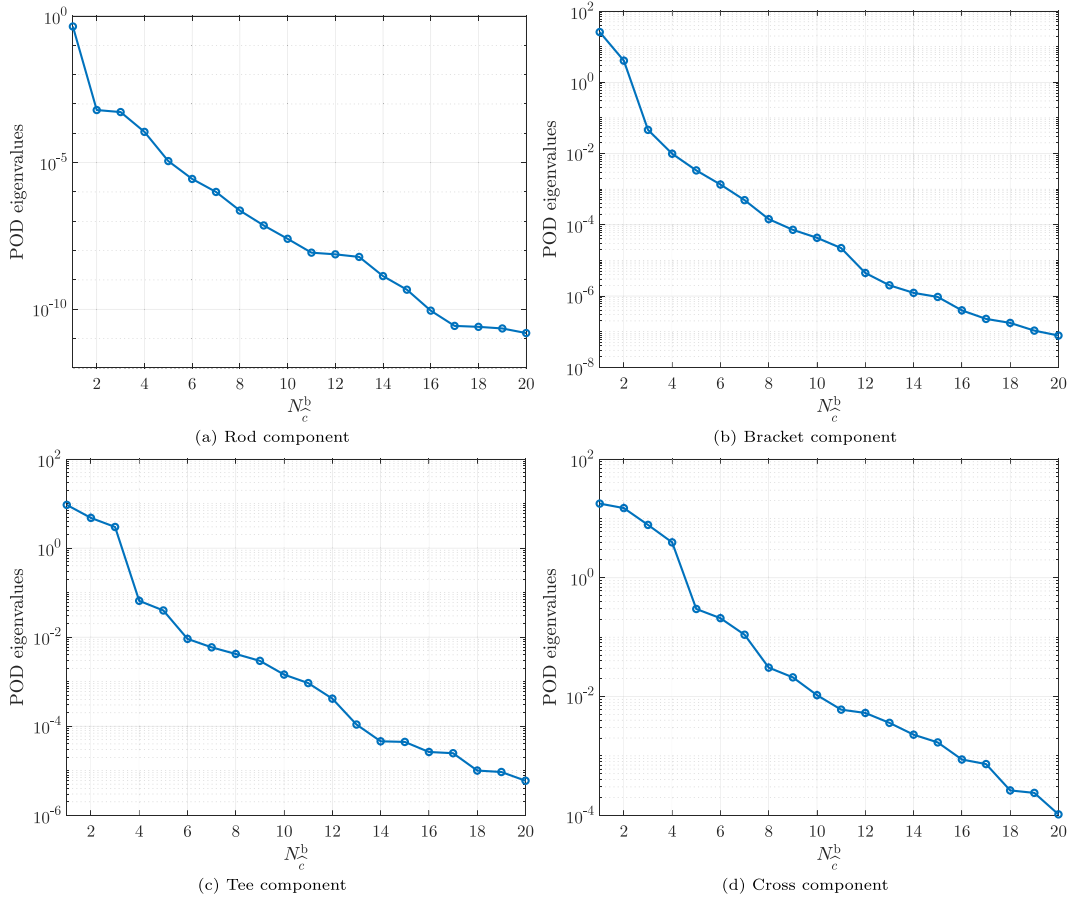 10^0
10^-5
10^-10
POD eigenvalues
2 4 6 8 10 12 14 16 18 20
N^b_ĉ
(a) Rod component
10^2
10^0
10^-2
10^-4
10^-6
10^-8
POD eigenvalues
2 4 6 8 10 12 14 16 18 20
N^b_ĉ
(b) Bracket component
10^2
10^0
10^-2
10^-4
10^-6
POD eigenvalues
2 4 6 8 10 12 14 16 18 20
N^b_ĉ
(c) Tee component
10^2
10^0
10^-2
10^-4
POD eigenvalues
2 4 6 8 10 12 14 16 18 20
N^b_ĉ
(d) Cross component